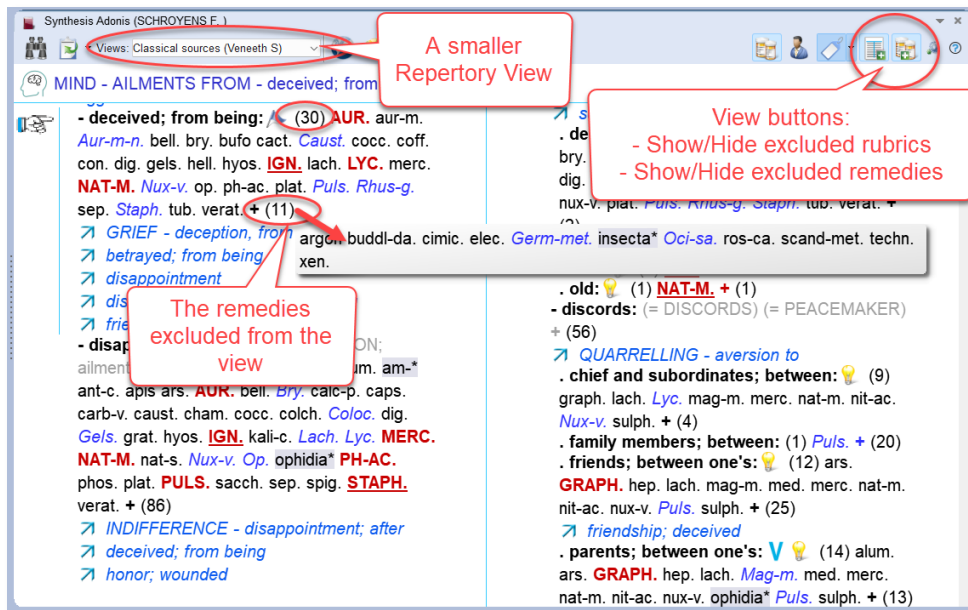 Synthesis Adonis (SCHROYENS F. )
Views: Classical sources (Veneeth S)
A smaller
Repertory View
MIND - AILMENTS FROM - deceived; from
View buttons:
- Show/Hide excluded rubrics
- Show/Hide excluded remedies
- deceived; from being: (30) AUR. aur-m.
Aur-m-n. bell. bry. bufo cact. Caust. cocc. coff.
con. dig. gels. hell. hyos. IGN. lach. LYC. merc.
NAT-M. Nux-v. op. ph-ac. plat. Puls. Rhus-g.
sep. Staph. tub. verat. + (11)
GRIEF - deception, from
betrayed; from being
disappointment
dis
frie
The remedies
excluded from the
view
- disap ON;
ailment um. am-*
ant-c. apis ars. AUR. bell. Bry. calc-p. caps.
carb-v. caust. cham. cocc. colch. Coloc. dig.
Gels. grat. hyos. IGN. kali-c. Lach. Lyc. MERC.
NAT-M. nat-s. Nux-v. Op. ophidia* PH-AC.
phos. plat. PULS. sacch. sep. spig. STAPH.
verat. + (86)
INDIFFERENCE - disappointment; after
deceived; from being
honor; wounded
s
. de
bry.
dig.
nux-v. plat. Puls. Rhus-g. Staph. tub. verat. +
argon buddl-da. cimic. elec. Germ-met. insecta* Oci-sa. ros-ca. scand-met. techn.
xen.
. old: (1) NAT-M. + (1)
- discords: (= DISCORDS) (= PEACEMAKER)
+ (56)
QUARRELLING - aversion to
. chief and subordinates; between: (9)
graph. lach. Lyc. mag-m. merc. nat-m. nit-ac.
Nux-v. sulph. + (4)
. family members; between: (1) Puls. + (20)
. friends; between one's: (12) ars.
GRAPH. hep. lach. mag-m. med. merc. nat-m.
nit-ac. nux-v. Puls. sulph. + (25)
friendship; deceived
. parents; between one's: V (14) alum.
ars. GRAPH. hep. lach. Mag-m. med. merc.
nat-m. nit-ac. nux-v. ophidia* Puls. sulph. + (13)